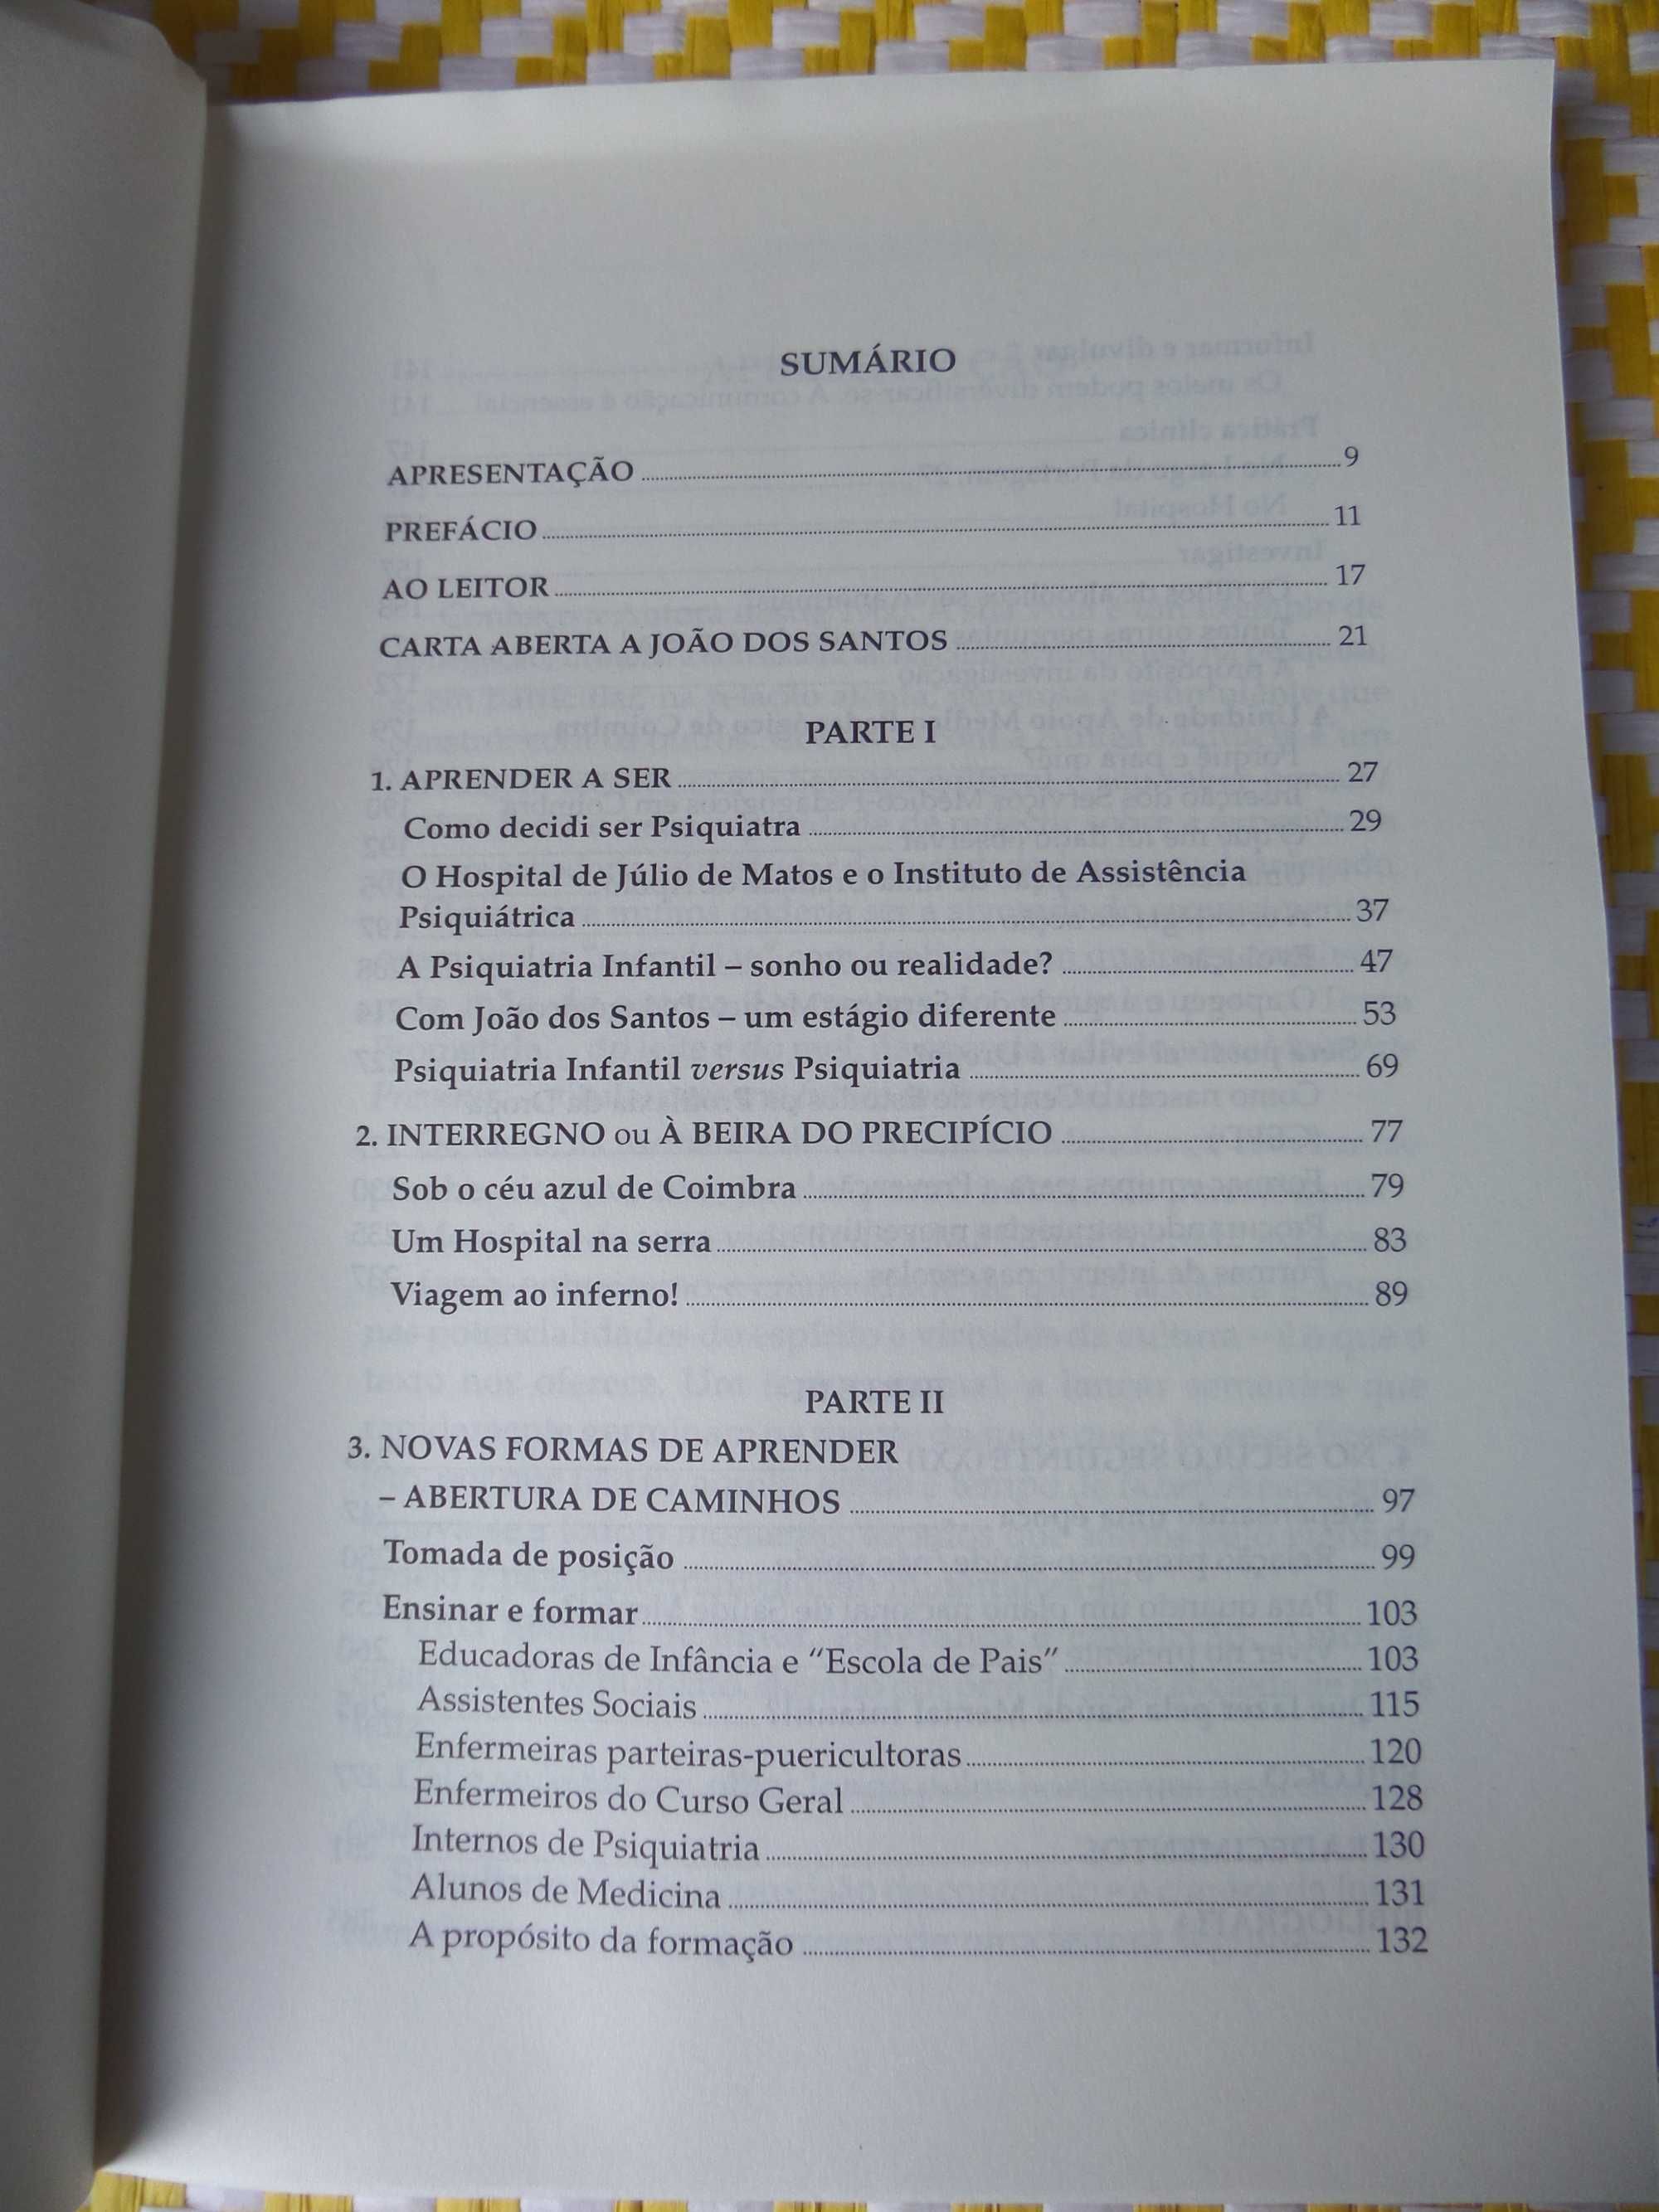 SUMÁRIO
APRESENTAÇÃO 9
PREFÁCIO 11
AO LEITOR 17
CARTA ABERTA A JOÃO DOS SANTOS 21
PARTE I
1. APRENDER A SER 27
Como decidi ser Psiquiatra 29
O Hospital de Júlio de Matos e o Instituto de Assistência
Psiquiátrica 37
A Psiquiatria Infantil – sonho ou realidade? 47
Com João dos Santos – um estágio diferente 53
Psiquiatria Infantil versus Psiquiatria 69
2. INTERREGNO ou À BEIRA DO PRECIPÍCIO 77
Sob o céu azul de Coimbra 79
Um Hospital na serra 83
Viagem ao inferno! 89
PARTE II
3. NOVAS FORMAS DE APRENDER
– ABERTURA DE CAMINHOS 97
Tomada de posição 99
Ensinar e formar 103
Educadoras de Infância e “Escola de Pais” 103
Assistentes Sociais 115
Enfermeiras parteiras-puericultoras 120
Enfermeiros do Curso Geral 128
Internos de Psiquiatria 130
Alunos de Medicina 131
A propósito da formação 132